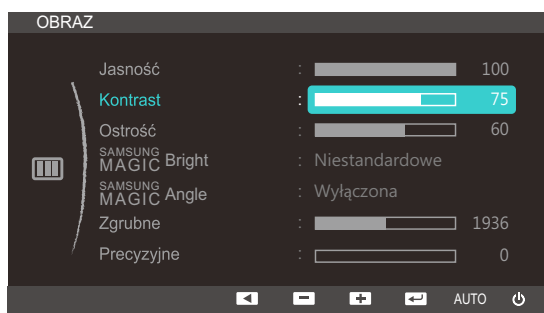 OBRAZ
Jasność : 100
Kontrast : 75
Ostrość : 60
SAMSUNG MAGIC Bright : Niestandardowe
SAMSUNG MAGIC Angle : Wyłączona
Zgrubne : 1936
Precyzyjne : 0
AUTO